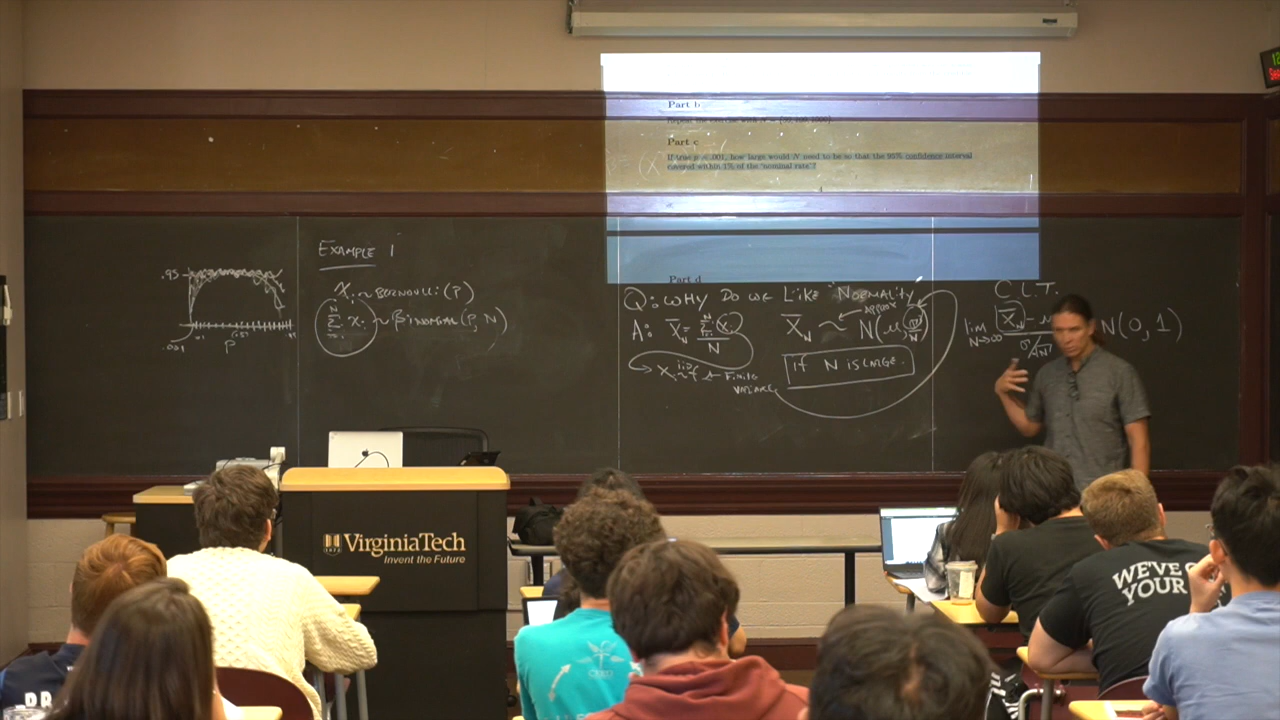 Part b
Part c
If true p = .001, how large would N need to be so that the 95% confidence interval
covered within 1% of the "nominal rate"?
Part d
.95
.001
.1
P
EXAMPLE 1
Xi ~ BERNOULLI (P)
N
Σ Xi ~ BINOMIAL (P, N)
Q: WHY DO WE LIKE NORMALITY
A: X̄N = Σ Xi
N
Xi iid ~ f ← FINITE
VARIANCE
APPROX
X̄N ~ N(μ, σ²/N)
IF N IS LARGE.
C.L.T.
lim X̄N - μ
N→∞ σ/√N
N(0,1)
VirginiaTech
Invent the Future
WE'VE
YOUR